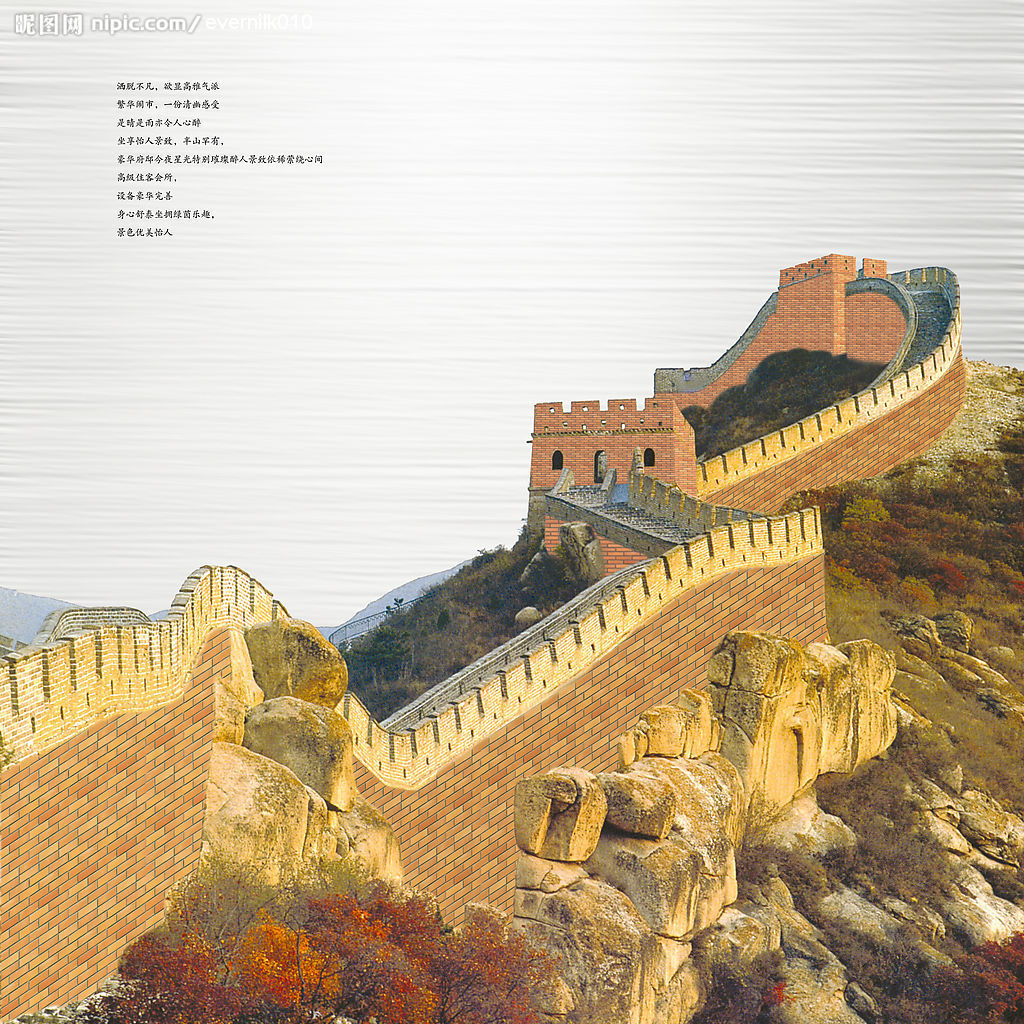 昵图网 nipic.com/evernilk010
洒脱不凡，欲显高雅气派
繁华闹市，一份清幽感受
是晴是雨亦令人心醉
坐享怡人景致，半山罕有，
豪华府邸今夜星光特别璀璨醉人景致依稀萦绕心间
高级住客会所，
设备豪华完善
身心舒泰坐拥绿茵乐趣，
景色优美怡人